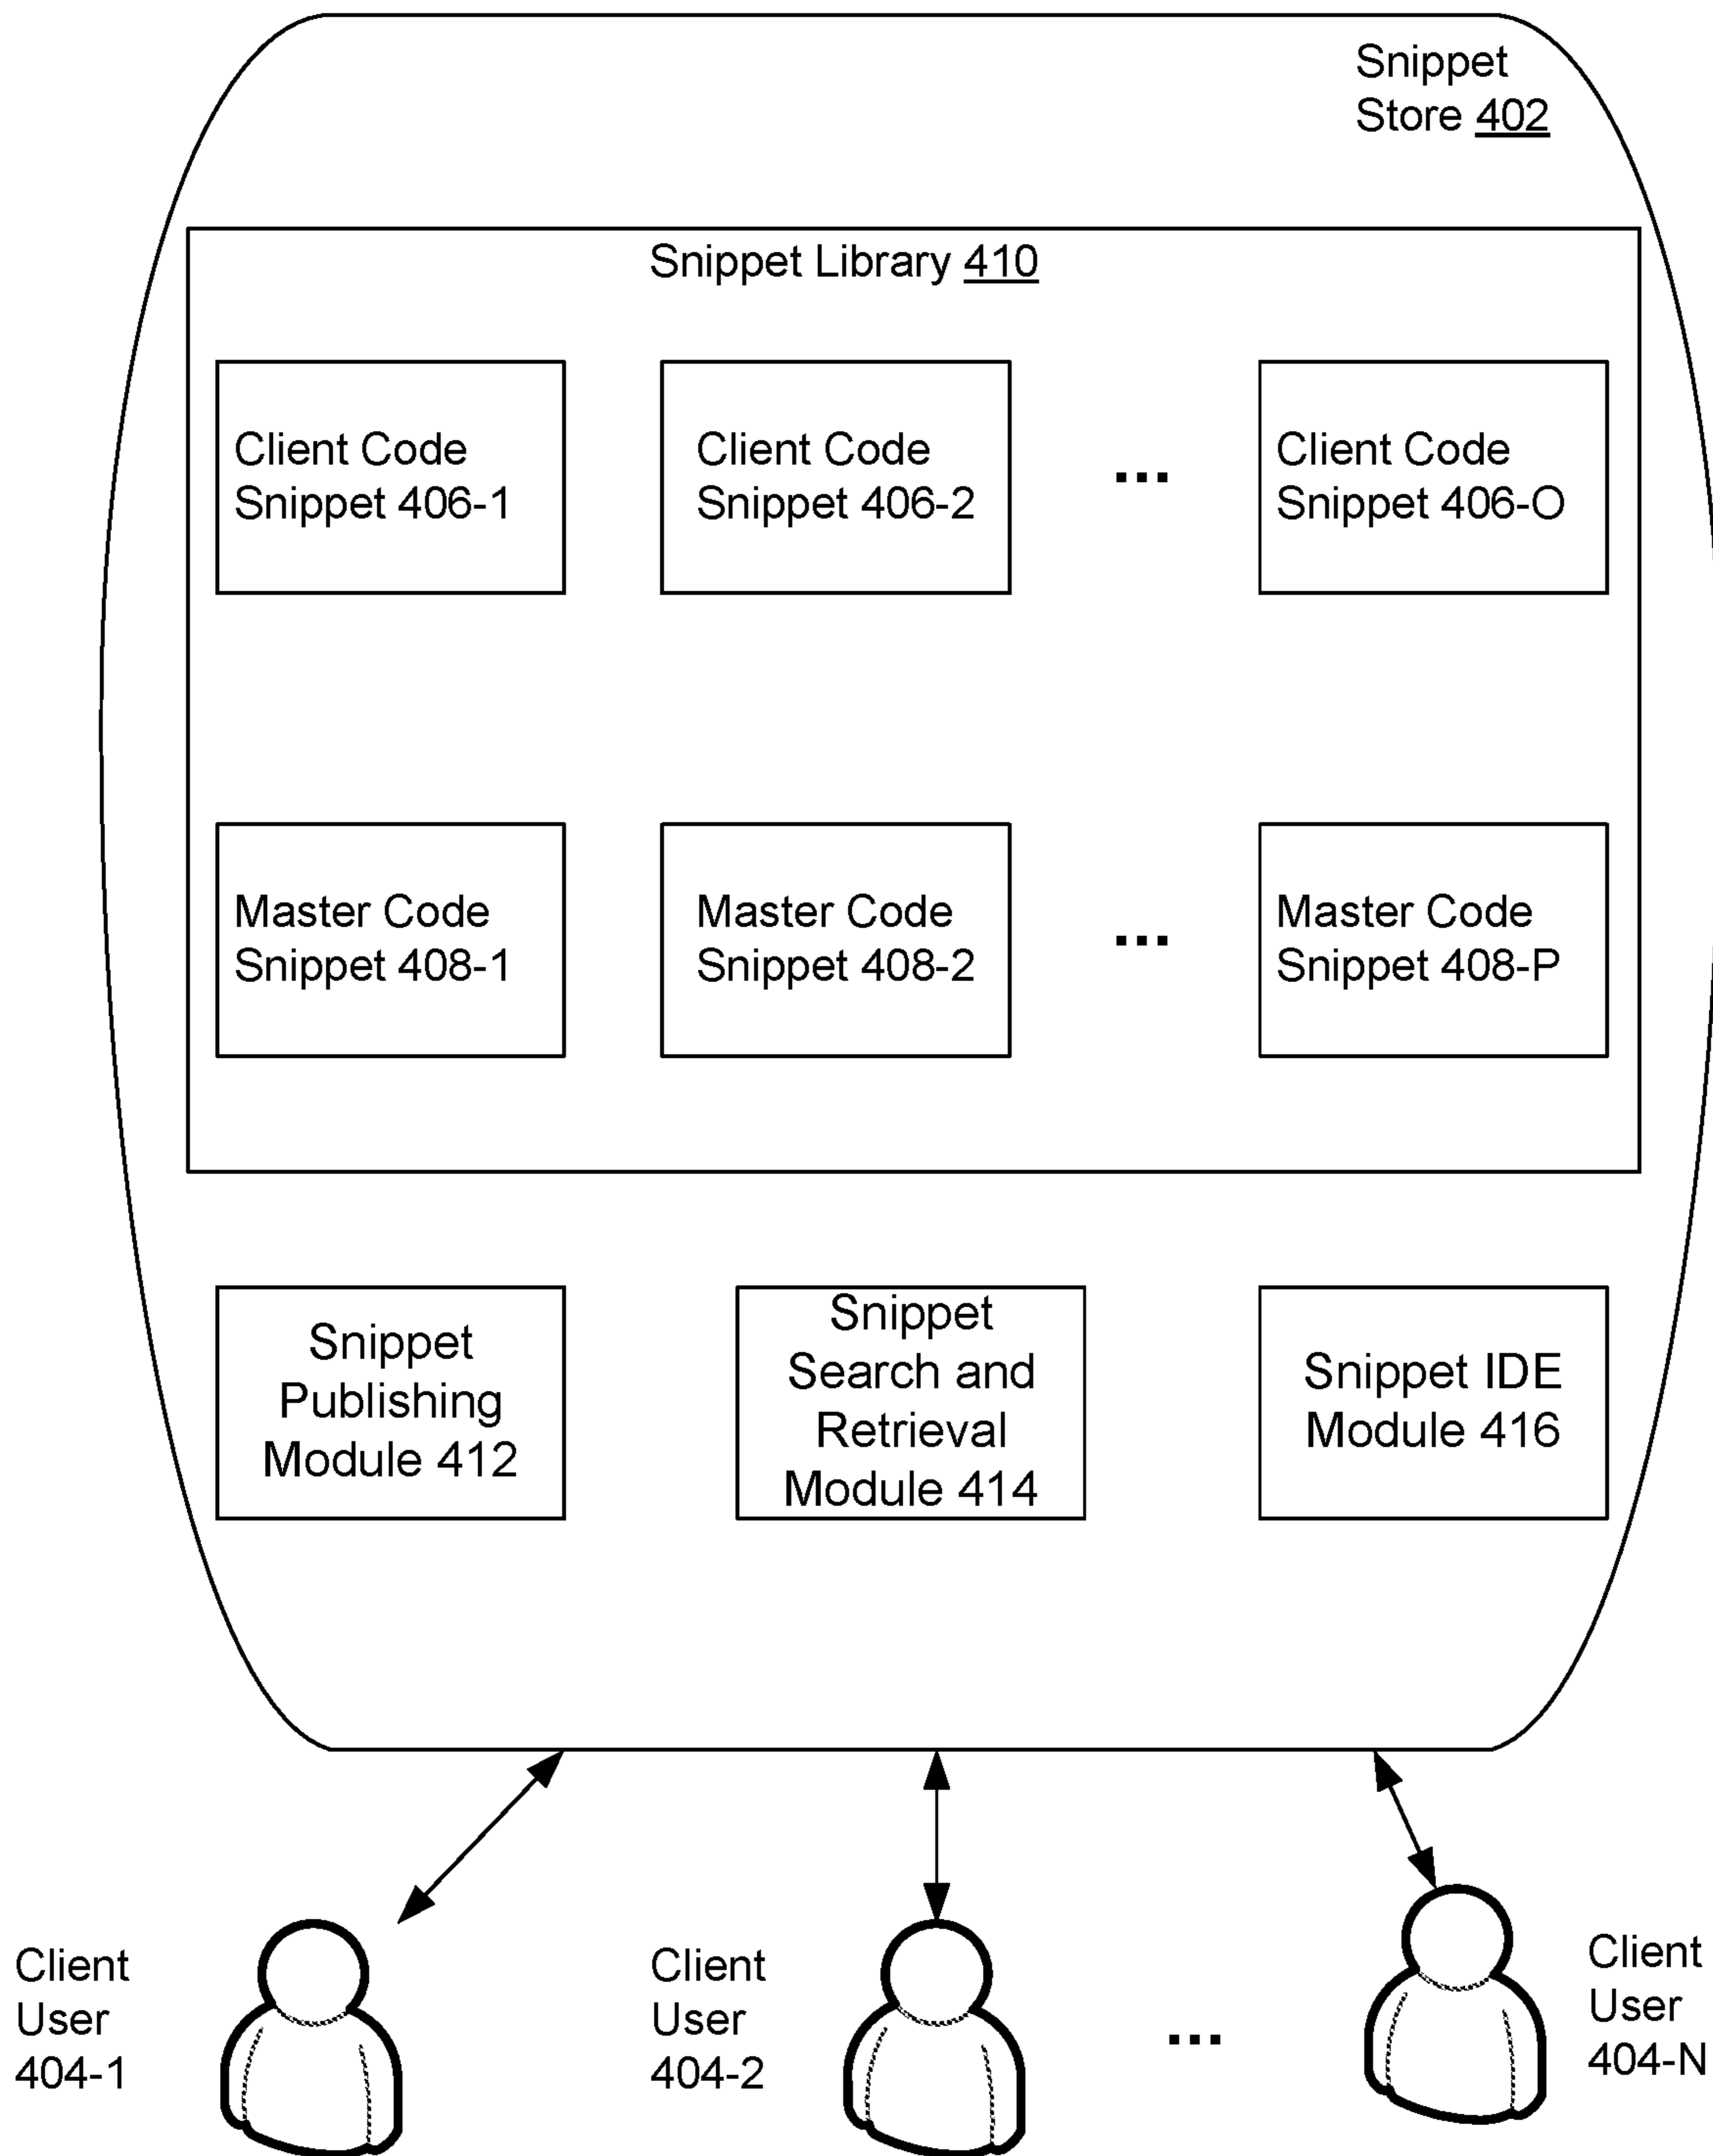 Snippet
Store 402
Snippet Library 410
Client Code
Snippet 406-1
Client Code
Snippet 406-2
...
Client Code
Snippet 406-O
Master Code
Snippet 408-1
Master Code
Snippet 408-2
...
Master Code
Snippet 408-P
Snippet
Publishing
Module 412
Snippet
Search and
Retrieval
Module 414
Snippet IDE
Module 416
Client
User
404-1
Client
User
404-2
...
Client
User
404-N